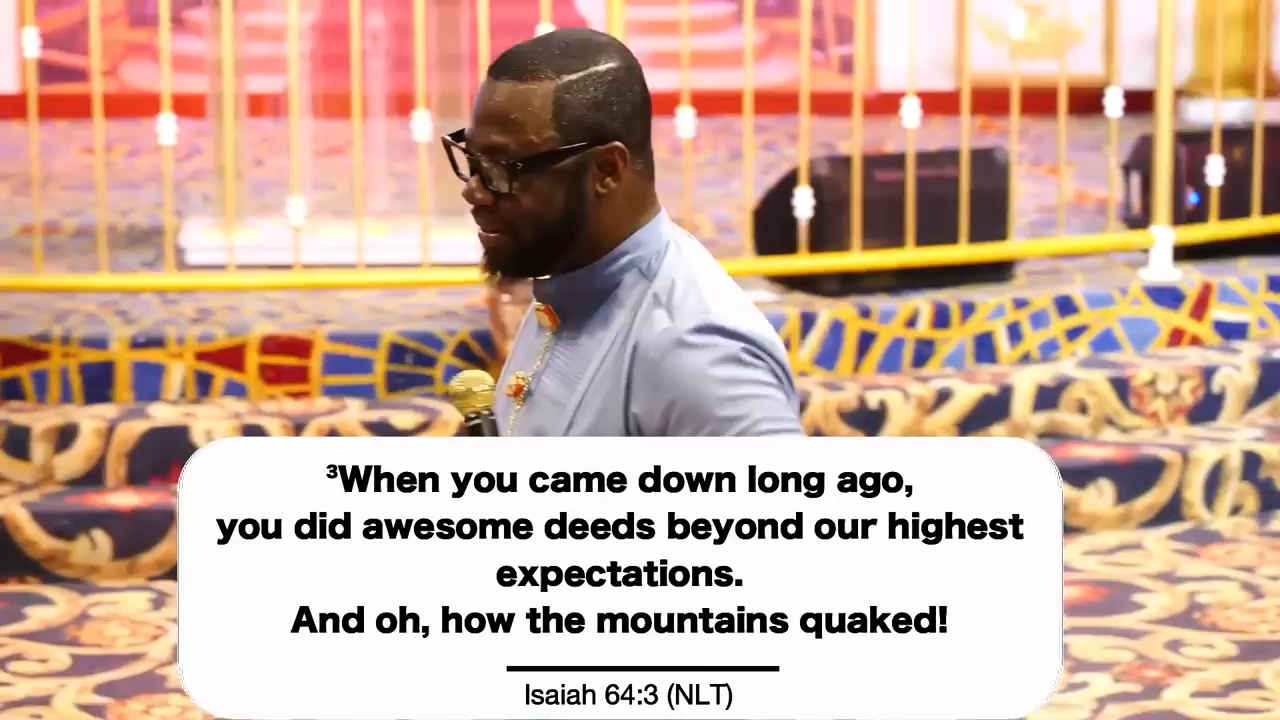 ³When you came down long ago,
you did awesome deeds beyond our highest
expectations.
And oh, how the mountains quaked!
Isaiah 64:3 (NLT)